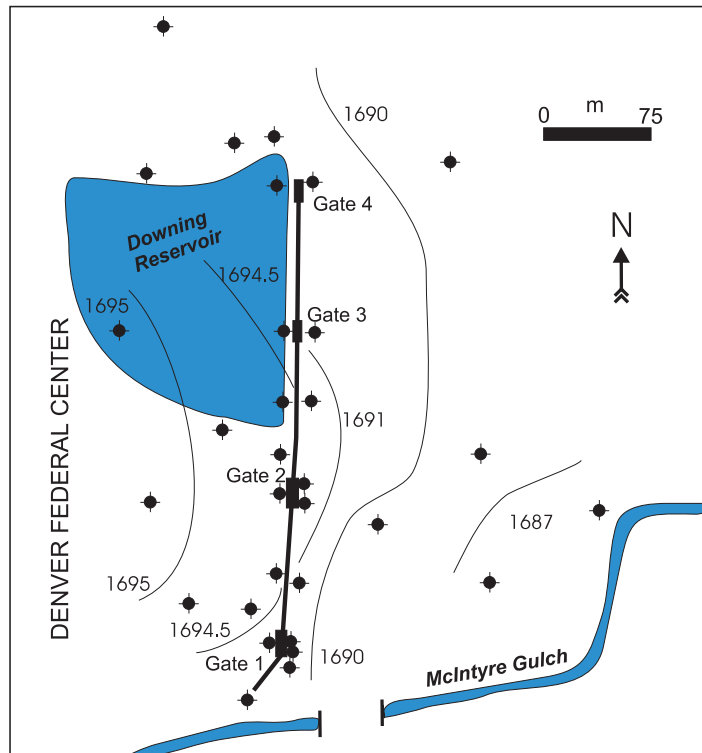 1690
0 m 75
N
Gate 4
Downing
Reservoir
1694.5
1695
Gate 3
1691
DENVER FEDERAL CENTER
Gate 2
1687
1695
1694.5
Gate 1
1690
McIntyre Gulch